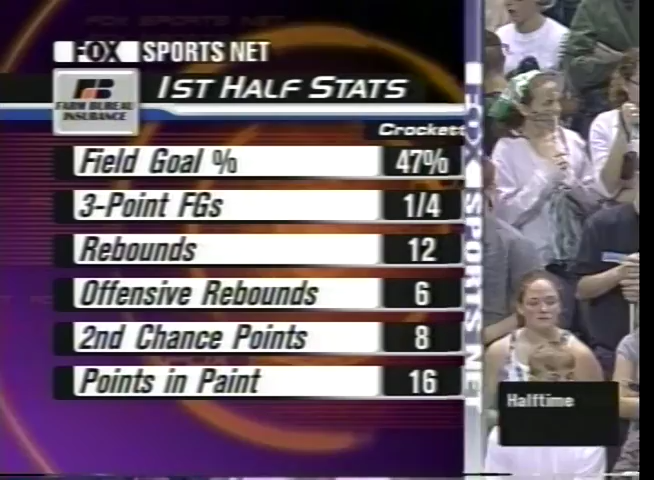 FOX SPORTS NET
1ST HALF STATS
FARM BUREAU
INSURANCE
Crockett
Field Goal % 47%
3-Point FGs 1/4
Rebounds 12
Offensive Rebounds 6
2nd Chance Points 8
Points in Paint 16
FOX SPORTS NET
Halftime